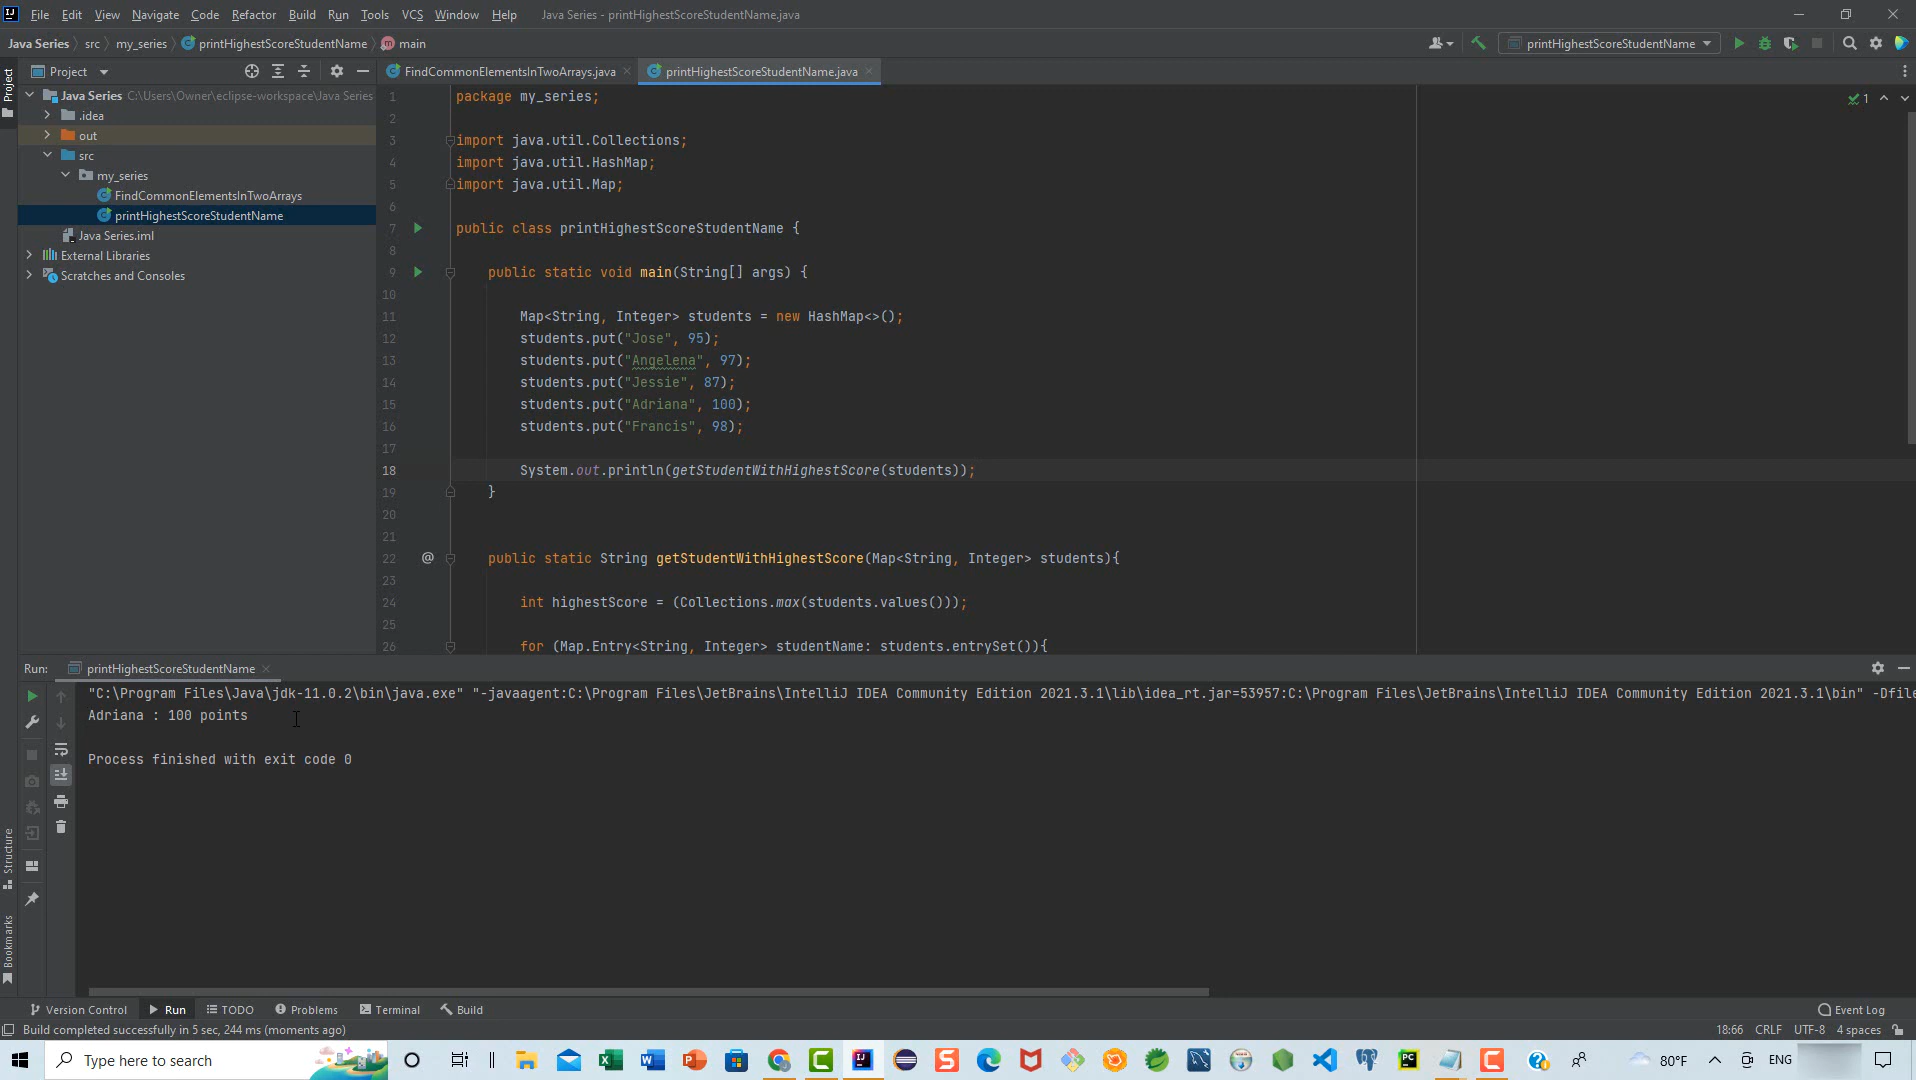 File Edit View Navigate Code Refactor Build Run Tools VCS Window Help Java Series - printHighestScoreStudentName.java
Java Series src my_series printHighestScoreStudentName main printHighestScoreStudentName
Project
FindCommonElementsInTwoArrays.java printHighestScoreStudentName.java
Project
Java Series C:\Users\Owner\eclipse-workspace\Java Series
.idea
out
src
my_series
FindCommonElementsInTwoArrays
printHighestScoreStudentName
Java Series.iml
External Libraries
Scratches and Consoles
1
1 package my_series;
2
3 import java.util.Collections;
4 import java.util.HashMap;
5 import java.util.Map;
6
7 public class printHighestScoreStudentName {
8
9 public static void main(String[] args) {
10
11 Map<String, Integer> students = new HashMap<>();
12 students.put("Jose", 95);
13 students.put("Angelena", 97);
14 students.put("Jessie", 87);
15 students.put("Adriana", 100);
16 students.put("Francis", 98);
17
18 System.out.println(getStudentWithHighestScore(students));
19 }
20
21
22 @ public static String getStudentWithHighestScore(Map<String, Integer> students){
23
24 int highestScore = (Collections.max(students.values()));
25
26 for (Map.Entry<String, Integer> studentName: students.entrySet()){
Run: printHighestScoreStudentName
"C:\Program Files\Java\jdk-11.0.2\bin\java.exe" "-javaagent:C:\Program Files\JetBrains\IntelliJ IDEA Community Edition 2021.3.1\lib\idea_rt.jar=53957:C:\Program Files\JetBrains\IntelliJ IDEA Community Edition 2021.3.1\bin" -Dfile
Adriana : 100 points
Process finished with exit code 0
Structure
Bookmarks
Version Control Run TODO Problems Terminal Build Event Log
Build completed successfully in 5 sec, 244 ms (moments ago) 18:66 CRLF UTF-8 4 spaces
Type here to search 80°F ENG